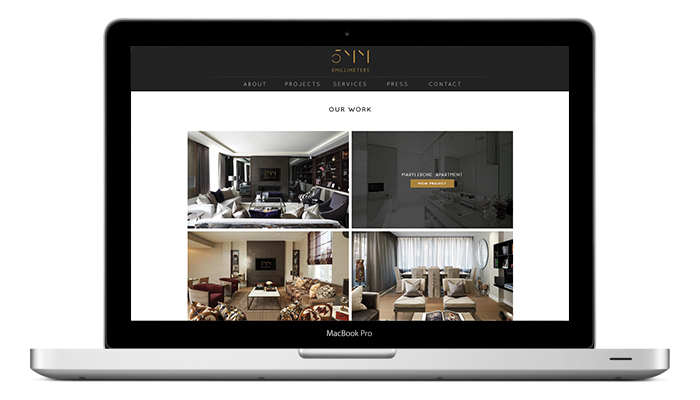 5MM
5MILLIMETERS
ABOUT PROJECTS SERVICES PRESS CONTACT
OUR WORK
MARYLEBONE APARTMENT
VIEW PROJECT
MacBook Pro